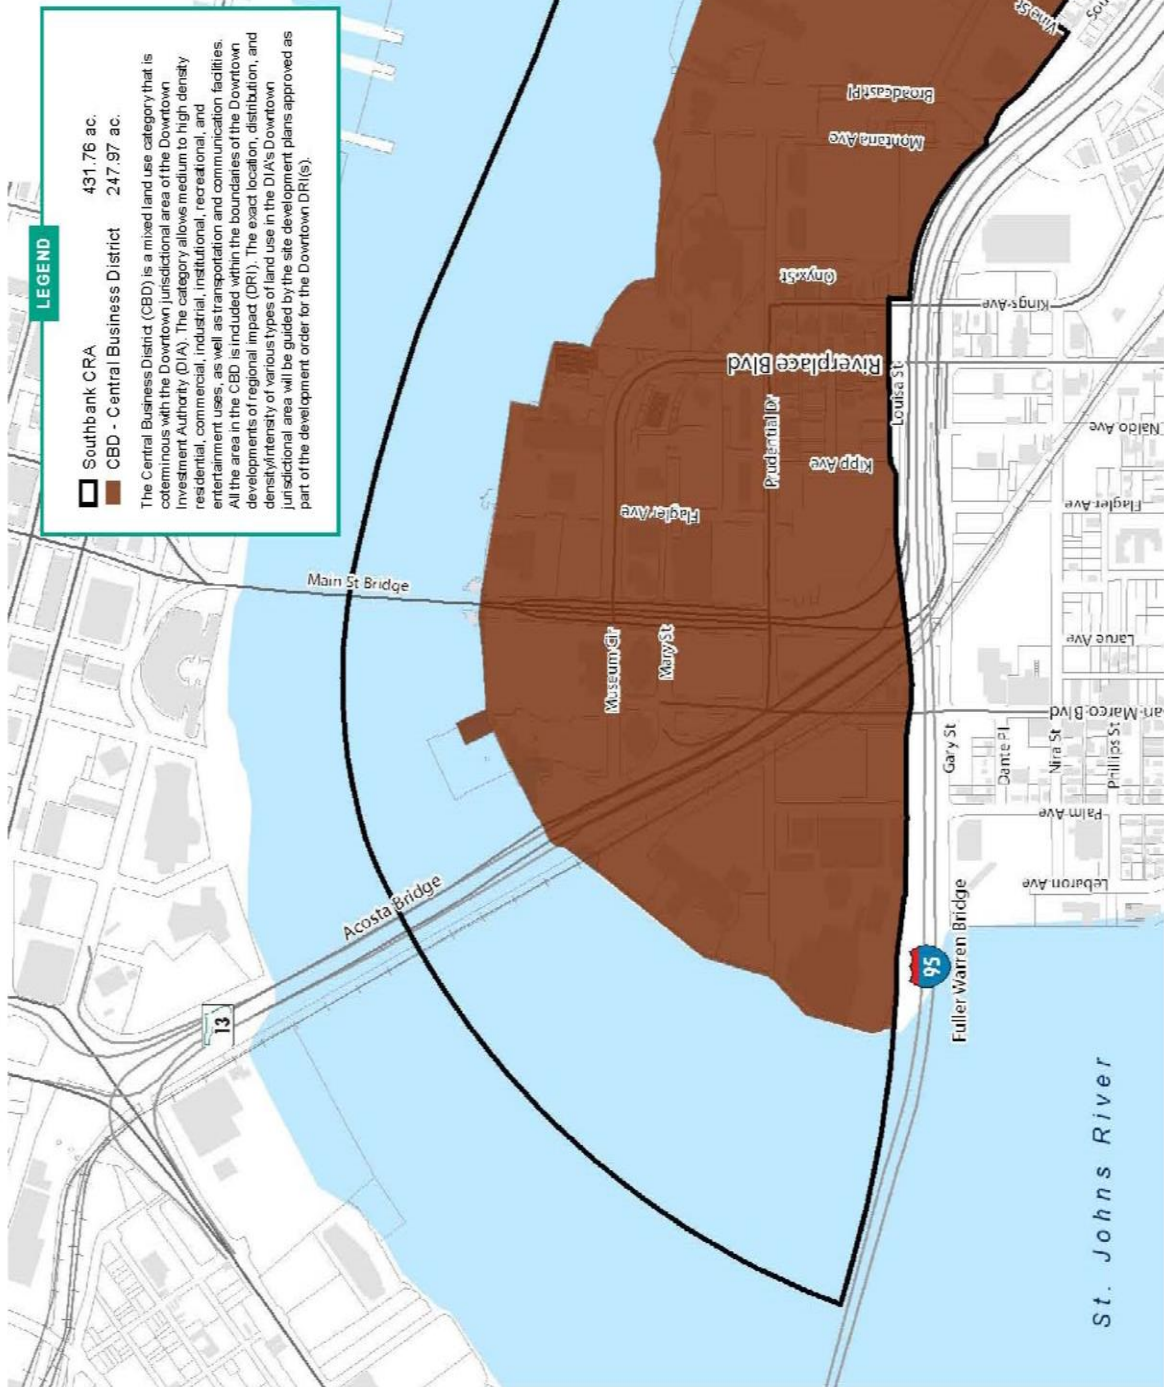 LEGEND
Southbank CRA 431.76 ac.
CBD - Central Business District 247.97 ac.
The Central Business District (CBD) is a mixed land use category that is
coterminous with the Downtown jurisdictional area of the Downtown
Investment Authority (DIA). The category allows medium to high density
residential, commercial, industrial, institutional, recreational, and
entertainment uses, as well as transportation and communication facilities.
All the area in the CBD is included within the boundaries of the Downtown
developments of regional impact (DRI). The exact location, distribution, and
density/intensity of various types of land use in the DIA's Downtown
jurisdictional area will be guided by the site development plans approved as
part of the development order for the Downtown DRI(s).
Main St Bridge
Acosta Bridge
13
Vine St
Broadcast Pl
Montana Ave
Onyx St
Kings Ave
Riverplace Blvd
Louisa St
Prudential Dr
Kipp Ave
Naldo Ave
Flagler Ave
Flagler Ave
Museum Cir
Mary St
Larue Ave
an Marco Blvd
Gary St
Dante Pl
Nira St
Phillips St
Palm Ave
Lebaron Ave
95
Fuller Warren Bridge
St. Johns River